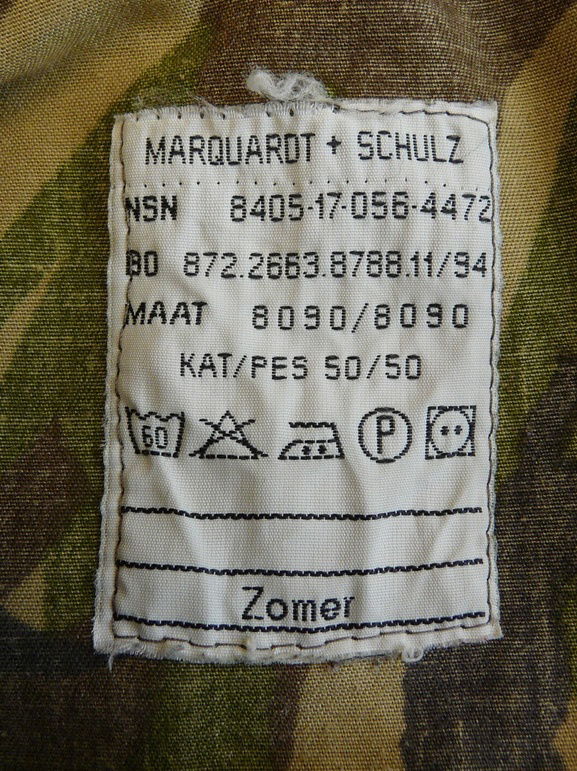 MARQUARDT + SCHULZ
NSN 8405-17-056-4472
BO 872.2663.8788.11/94
MAAT 8090/8090
KAT/PES 50/50
60 P
Zomer